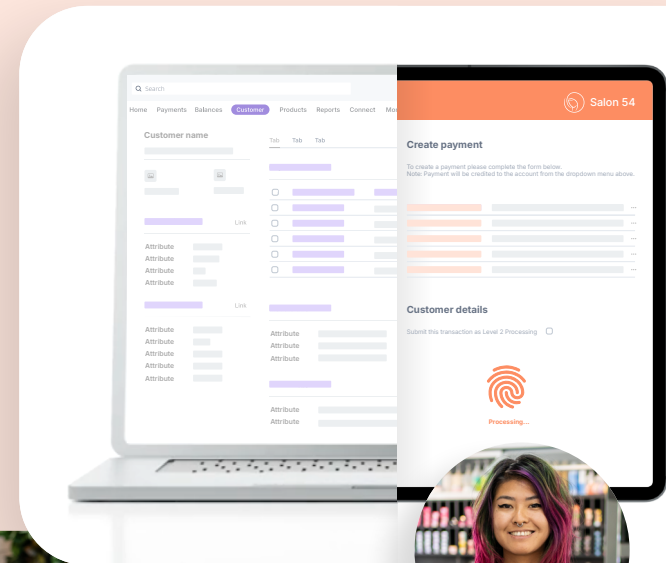 Search
Home Payments Balances Customer Products Reports Connect
Customer name
Tab Tab Tab
Link
Attribute
Attribute
Attribute
Attribute
Link
Attribute
Attribute
Attribute
Attribute
Attribute
Attribute
Attribute
Attribute
Attribute
Attribute
Salon 54
Create payment
To create a payment please complete the form below.
Note: Payment will be credited to the account from the dropdown menu above.
Customer details
Submit this transaction as Level 2 Processing
Processing...